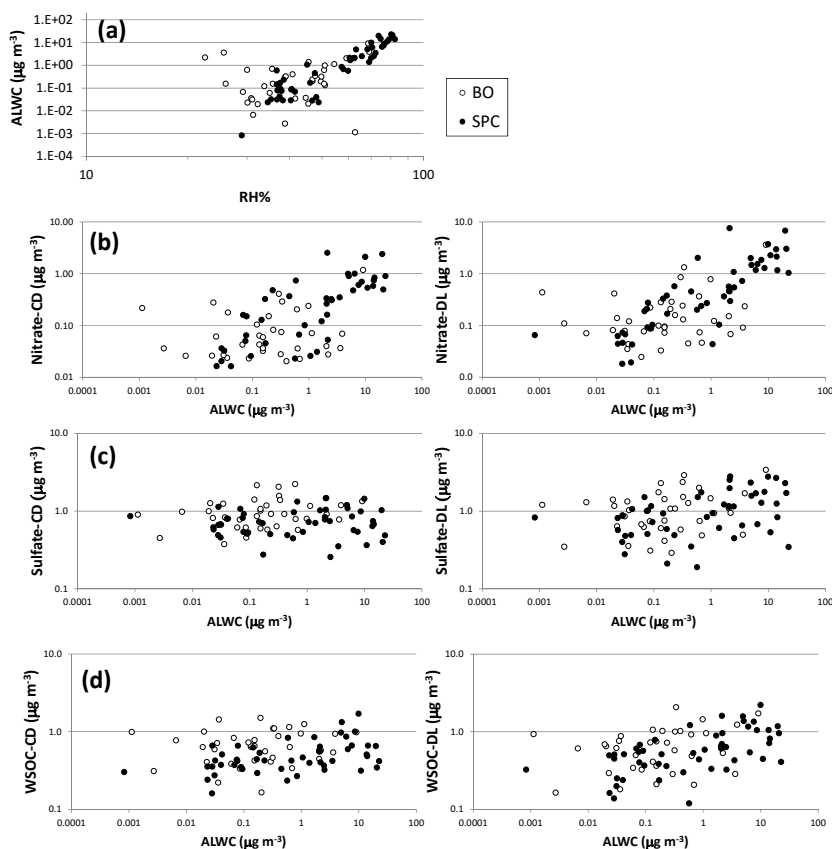 (a)
ALWC (µg m-3)
1.E+02
1.E+01
1.E+00
1.E-01
1.E-02
1.E-03
1.E-04
10
100
RH%
BO
SPC
(b)
Nitrate-CD (µg m-3)
10.00
1.0
0.10
0.01
0.0001 0.001 0.01 0.1 1 10 100
ALWC (µg m-3)
Nitrate-DL (µg m-3)
10.00
1.0
0.10
0.0
0.0001 0.001 0.01 0.1 1 10 100
ALWC (µg m-3)
(c)
Sulfate-CD (µg m-3)
10.0
1.0
0.1
0.0001 0.001 0.01 0.1 1 10 100
ALWC (µg m-3)
Sulfate-DL (µg m-3)
10.0
1.0
0.1
0.0001 0.001 0.01 0.1 1 10 100
ALWC (µg m-3)
(d)
WSOC-CD (µg m-3)
10.0
1.0
0.1
0.0001 0.001 0.01 0.1 1 10 100
ALWC (µg m-3)
WSOC-DL (µg m-3)
10.0
1.0
0.1
0.0001 0.001 0.01 0.1 1 10 100
ALWC (µg m-3)